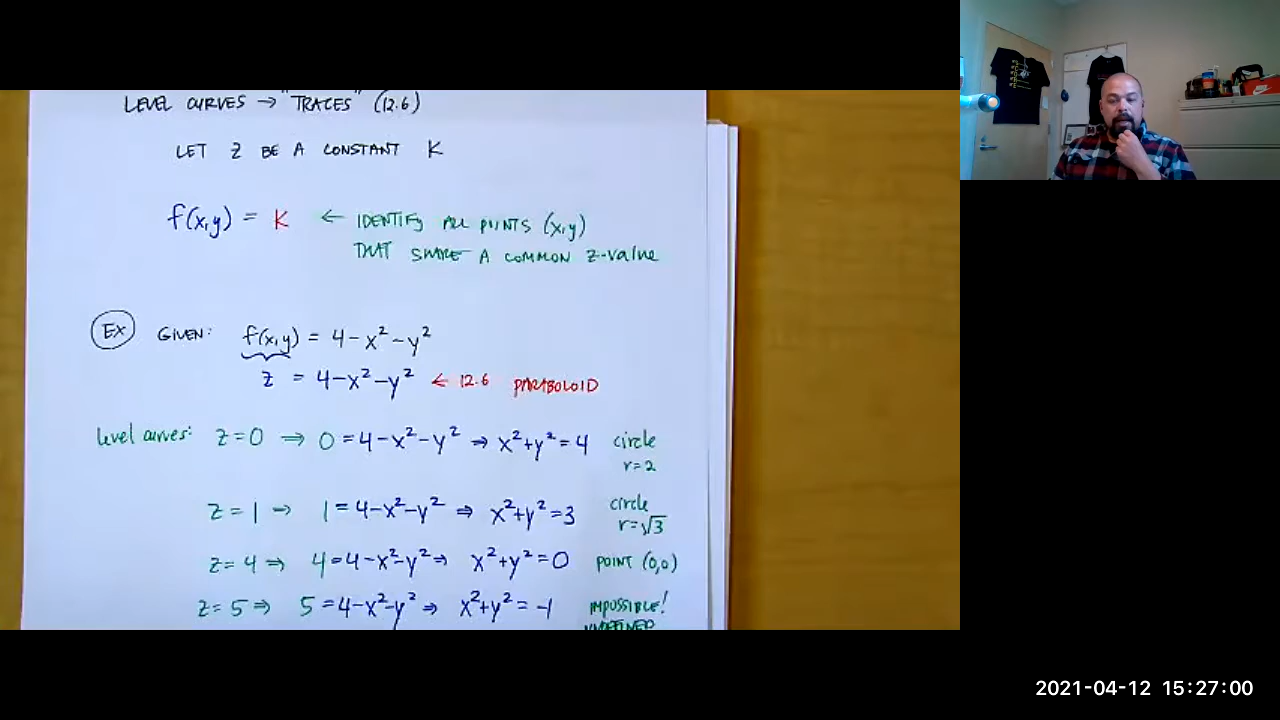 LEVEL CURVES → "TRACES" (12.6)
LET Z BE A CONSTANT K
f(x,y) = K ← IDENTIFY ALL POINTS (x,y)
THAT SHARE A COMMON Z-value
Ex GIVEN: f(x,y) = 4-x²-y²
z = 4-x²-y² ← 12.6 PARABOLOID
level curves: z=0 ⇒ 0=4-x²-y² ⇒ x²+y²=4 circle
r=2
z=1 ⇒ 1=4-x²-y² ⇒ x²+y²=3 circle
r=√3
z=4 ⇒ 4=4-x²-y² ⇒ x²+y²=0 POINT (0,0)
z=5 ⇒ 5=4-x²-y² ⇒ x²+y²=-1 IMPOSSIBLE!
UNDEFINED
2021-04-12 15:27:00